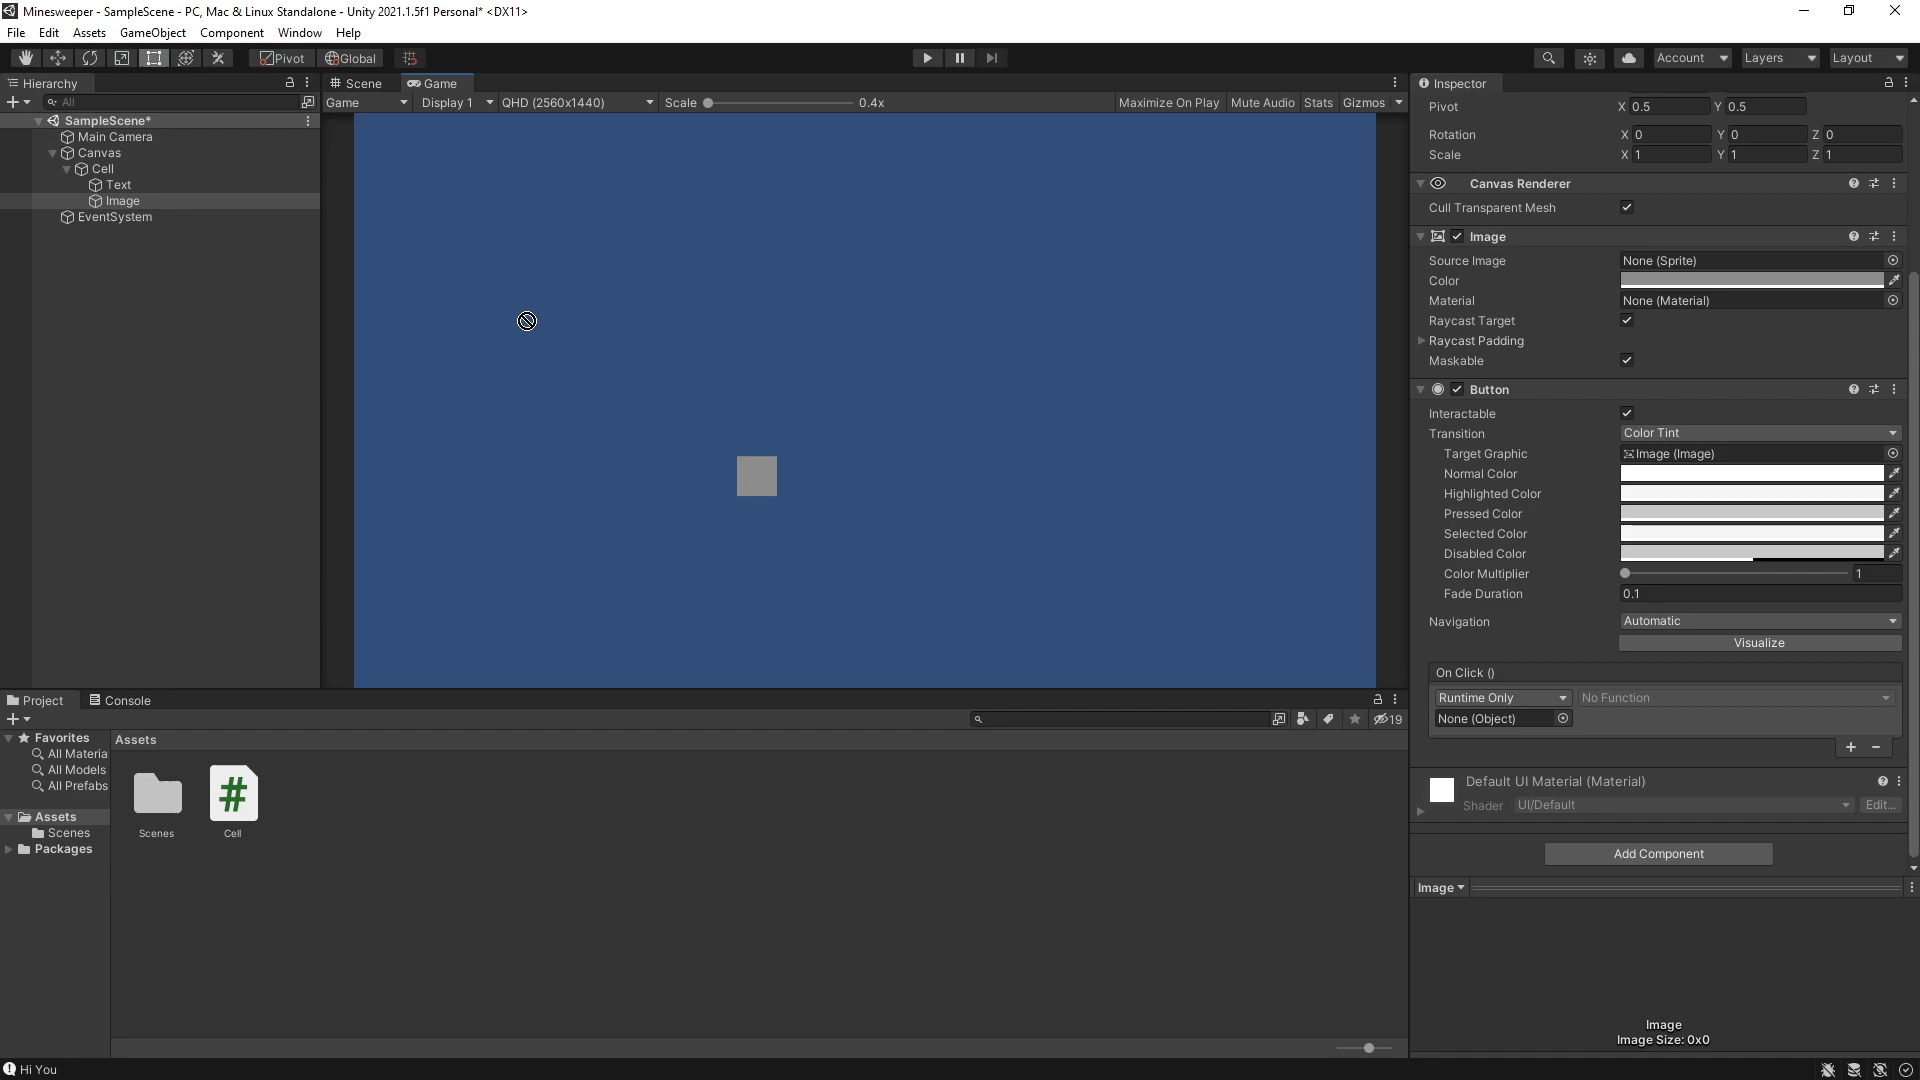 Minesweeper - SampleScene - PC, Mac & Linux Standalone - Unity 2021.1.5f1 Personal* <DX11>
File Edit Assets GameObject Component Window Help
Pivot Global Account Layers Layout
Hierarchy
All
SampleScene*
Main Camera
Canvas
Cell
Text
Image
EventSystem
Scene Game
Game Display 1 QHD (2560x1440) Scale 0.4x Maximize On Play Mute Audio Stats Gizmos
Inspector
Pivot X 0.5 Y 0.5
Rotation X 0 Y 0 Z 0
Scale X 1 Y 1 Z 1
Canvas Renderer
Cull Transparent Mesh
Image
Source Image None (Sprite)
Color
Material None (Material)
Raycast Target
Raycast Padding
Maskable
Button
Interactable
Transition Color Tint
Target Graphic Image (Image)
Normal Color
Highlighted Color
Pressed Color
Selected Color
Disabled Color
Color Multiplier 1
Fade Duration 0.1
Navigation Automatic
Visualize
On Click ()
Runtime Only No Function
None (Object)
+ -
Default UI Material (Material)
Shader UI/Default Edit...
Add Component
Image
Image
Image Size: 0x0
Project Console
19
Favorites
All Materia
All Models
All Prefabs
Assets
Scenes
Packages
Assets
Scenes
#
Cell
Hi You